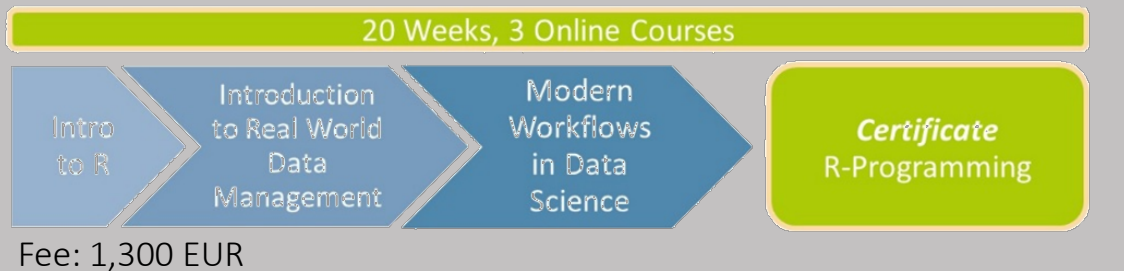 20 Weeks, 3 Online Courses
Intro
to R
Introduction
to Real World
Data
Management
Modern
Workflows
in Data
Science
Certificate
R-Programming
Fee: 1,300 EUR